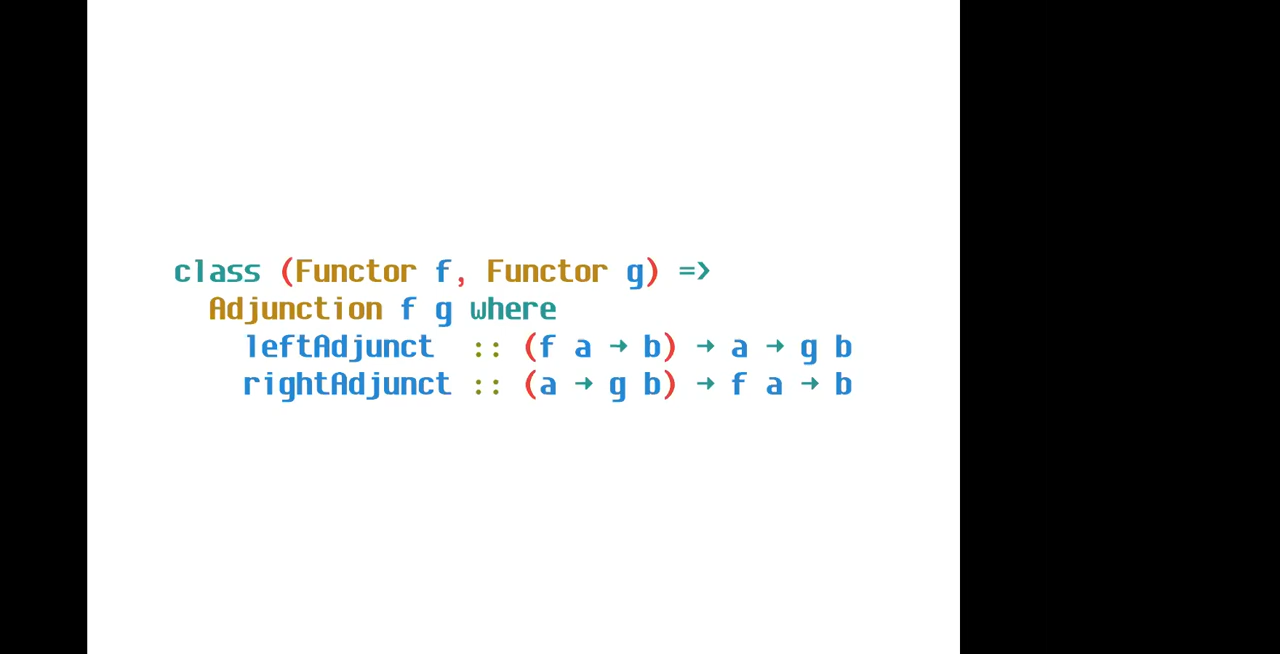 class (Functor f, Functor g) =>
Adjunction f g where
leftAdjunct :: (f a → b) → a → g b
rightAdjunct :: (a → g b) → f a → b